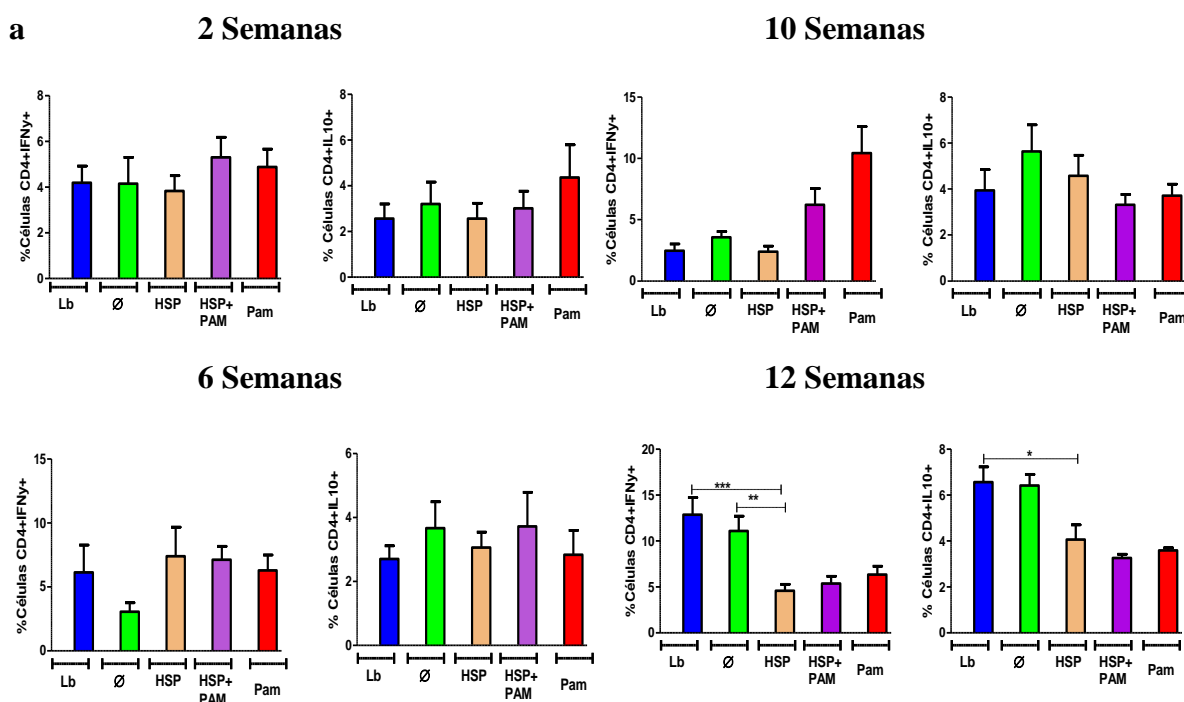 a
2 Semanas
10 Semanas
%Células CD4+IFNy+
8
6
4
2
0
Lb
Ø
HSP
HSP+
PAM
Pam
% Células CD4+IL10+
8
6
4
2
0
Lb
Ø
HSP
HSP+
PAM
Pam
%Células CD4+IFNy+
15
10
5
0
Lb
Ø
HSP
HSP+
PAM
Pam
% Células CD4+IL10+
8
6
4
2
0
Lb
Ø
HSP
HSP+
PAM
Pam
6 Semanas
12 Semanas
%Células CD4+IFNy+
15
10
5
0
Lb
Ø
HSP
HSP+
PAM
Pam
% Células CD4+IL10+
6
4
2
0
Lb
Ø
HSP
HSP+
PAM
Pam
%Células CD4+IFNy+
20
15
10
5
0
***
**
Lb
Ø
HSP
HSP+
PAM
Pam
% Células CD4+IL10+
8
6
4
2
0
*
Lb
Ø
HSP
HSP+
PAM
Pam